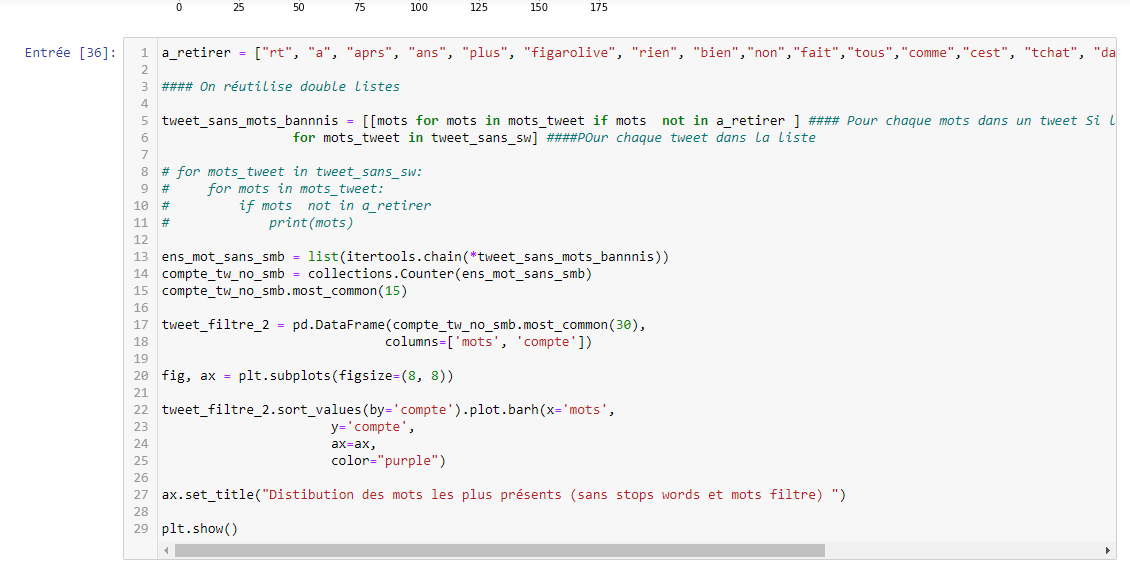 0 25 50 75 100 125 150 175
Entrée [36]:
1 a_retirer = ["rt", "a", "aprs", "ans", "plus", "figarolive", "rien", "bien","non","fait","tous","comme","cest", "tchat", "da
2
3 #### On réutilise double listes
4
5 tweet_sans_mots_bannnis = [[mots for mots in mots_tweet if mots  not in a_retirer ] #### Pour chaque mots dans un tweet Si l
6                  for mots_tweet in tweet_sans_sw] ####POur chaque tweet dans la liste
7
8 # for mots_tweet in tweet_sans_sw:
9 #     for mots in mots_tweet:
10 #         if mots  not in a_retirer
11 #             print(mots)
12
13 ens_mot_sans_smb = list(itertools.chain(*tweet_sans_mots_bannnis))
14 compte_tw_no_smb = collections.Counter(ens_mot_sans_smb)
15 compte_tw_no_smb.most_common(15)
16
17 tweet_filtre_2 = pd.DataFrame(compte_tw_no_smb.most_common(30),
18                              columns=['mots', 'compte'])
19
20 fig, ax = plt.subplots(figsize=(8, 8))
21
22 tweet_filtre_2.sort_values(by='compte').plot.barh(x='mots',
23                       y='compte',
24                       ax=ax,
25                       color="purple")
26
27 ax.set_title("Distibution des mots les plus présents (sans stops words et mots filtre) ")
28
29 plt.show()